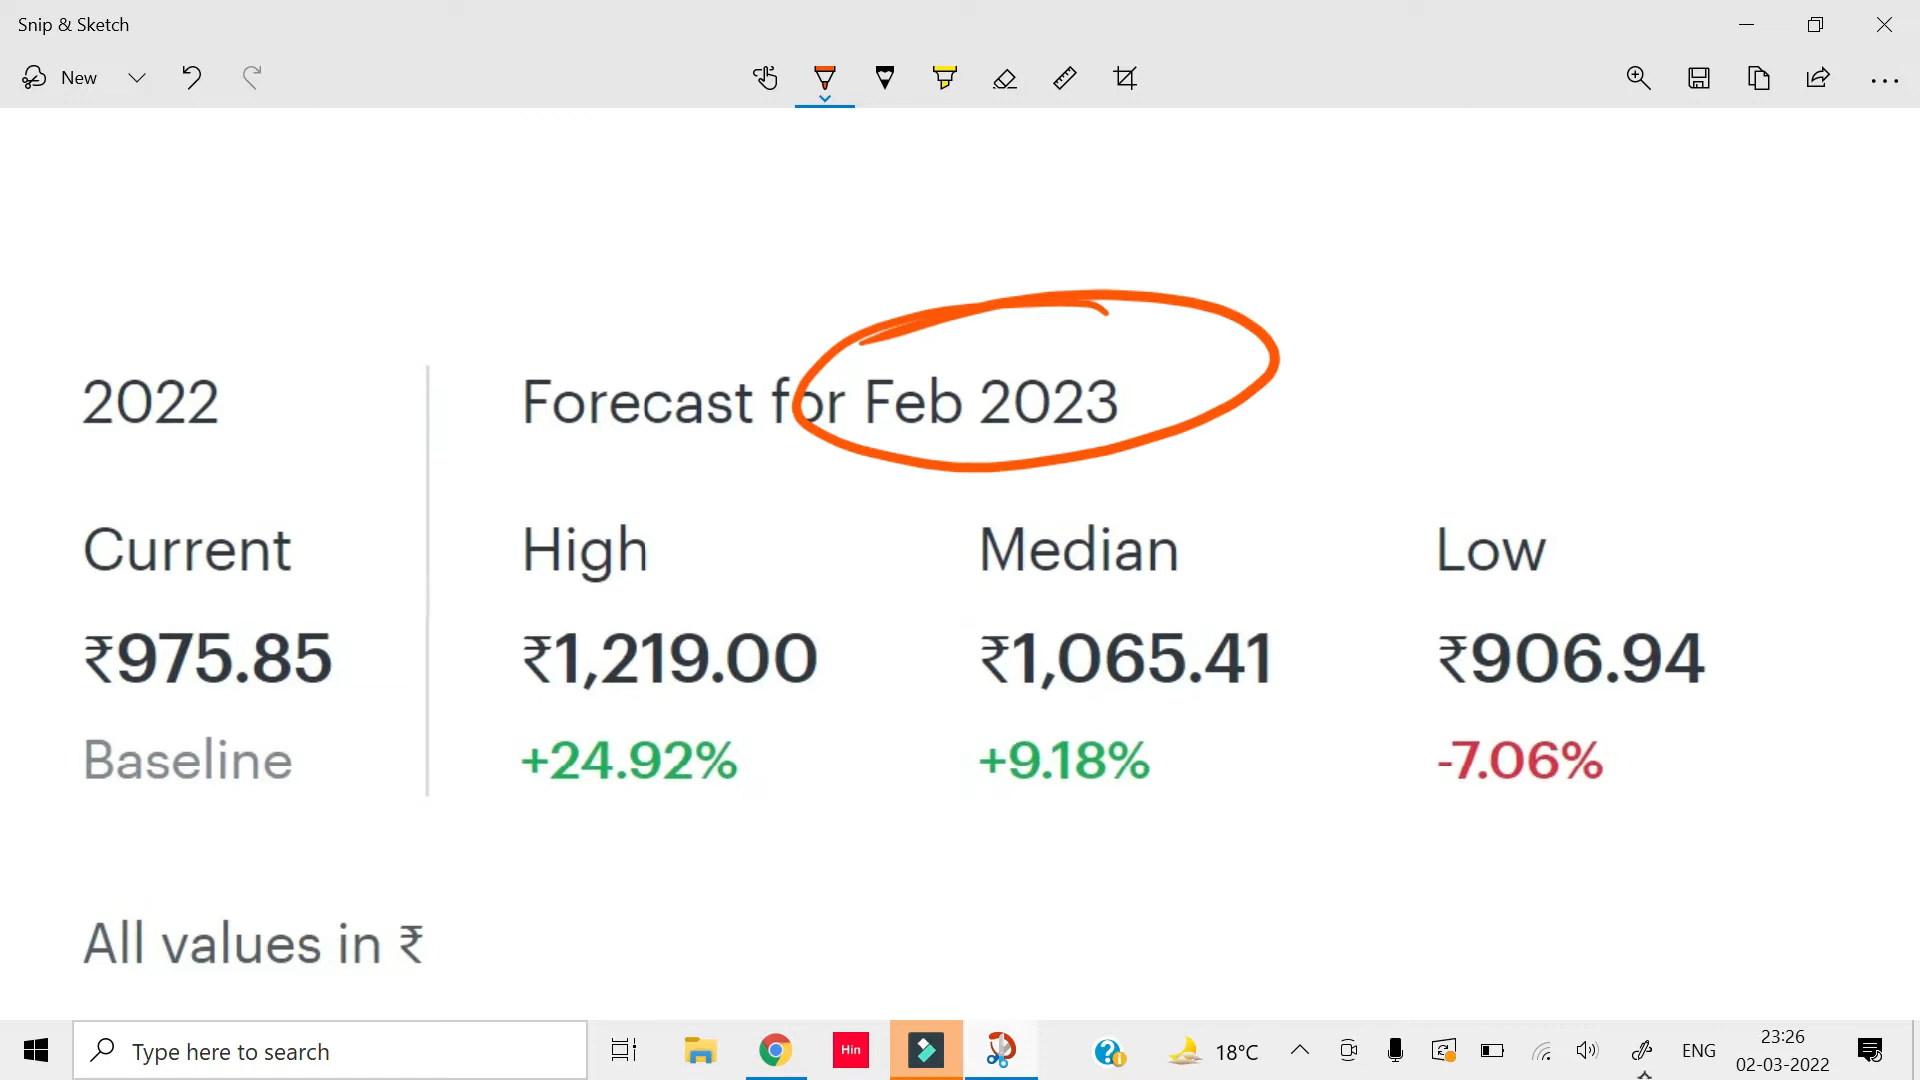 Snip & Sketch
New
2022
Forecast for Feb 2023
Current
High
Median
Low
₹975.85
₹1,219.00
₹1,065.41
₹906.94
Baseline
+24.92%
+9.18%
-7.06%
All values in ₹
Type here to search
Hin
18°C
ENG
23:26
02-03-2022